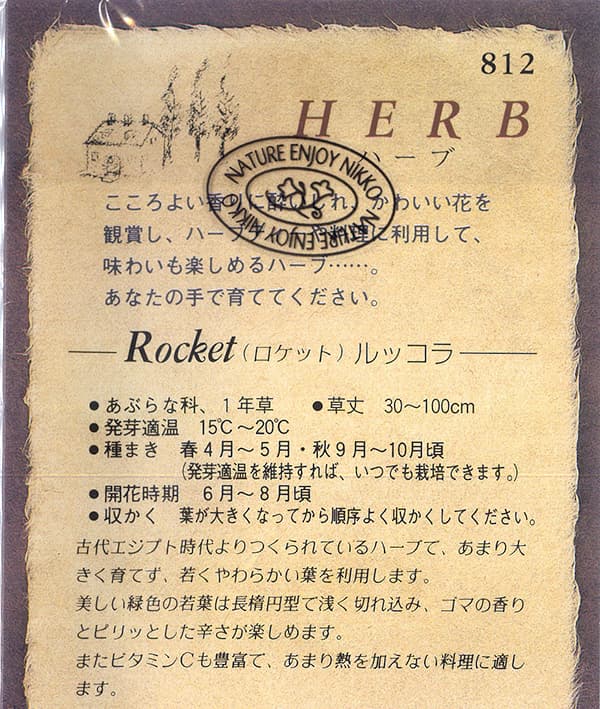 812
HERB
ハーブ
NATURE ENJOY NIKKO
NATURE ENJOY NIKKO
こころよい香りに酔いしれ、かわいい花を
観賞し、ハーブ や料理に利用して、
味わいも楽しめるハーブ……。
あなたの手で育ててください。
Rocket(ロケット)ルッコラ
●あぶらな科、1年草 ●草丈 30〜100cm
●発芽適温 15℃〜20℃
●種まき 春4月〜5月・秋9月〜10月頃
(発芽適温を維持すれば、いつでも栽培できます。)
●開花時期 6月〜8月頃
●収かく 葉が大きくなってから順序よく収かくしてください。
古代エジプト時代よりつくられているハーブで、あまり大
きく育てず、若くやわらかい葉を利用します。
美しい緑色の若葉は長楕円型で浅く切れ込み、ゴマの香り
とピリッとした辛さが楽しめます。
またビタミンCも豊富で、あまり熱を加えない料理に適し
ます。